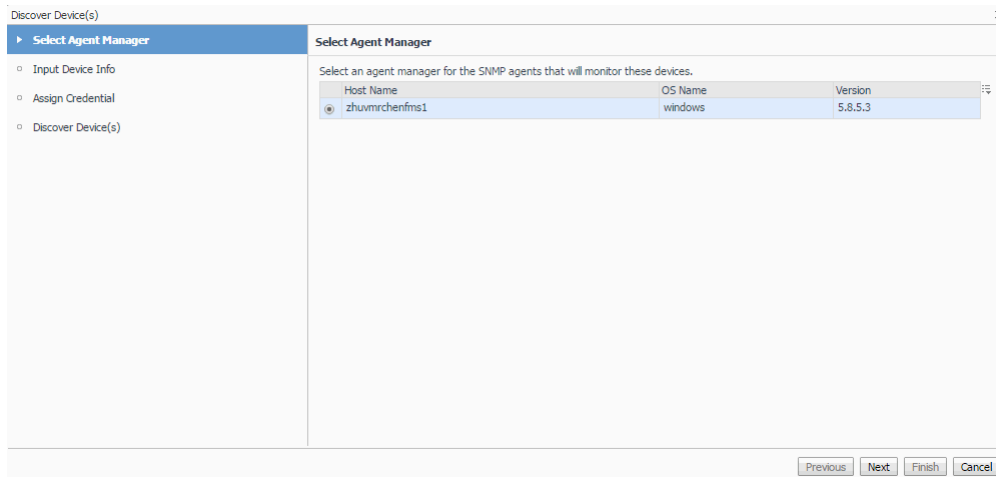 Discover Device(s)
Select Agent Manager
Input Device Info
Assign Credential
Discover Device(s)
Select Agent Manager
Select an agent manager for the SNMP agents that will monitor these devices.
Host Name OS Name Version
zhuvmrchenfms1 windows 5.8.5.3
Previous Next Finish Cancel